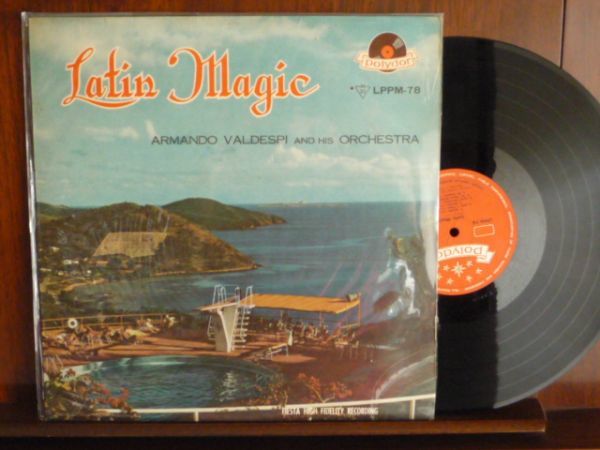 Latin Magic
polydor
LPPM-78
ARMANDO VALDESPI AND HIS ORCHESTRA
FIESTA HIGH FIDELITY RECORDING
polydor